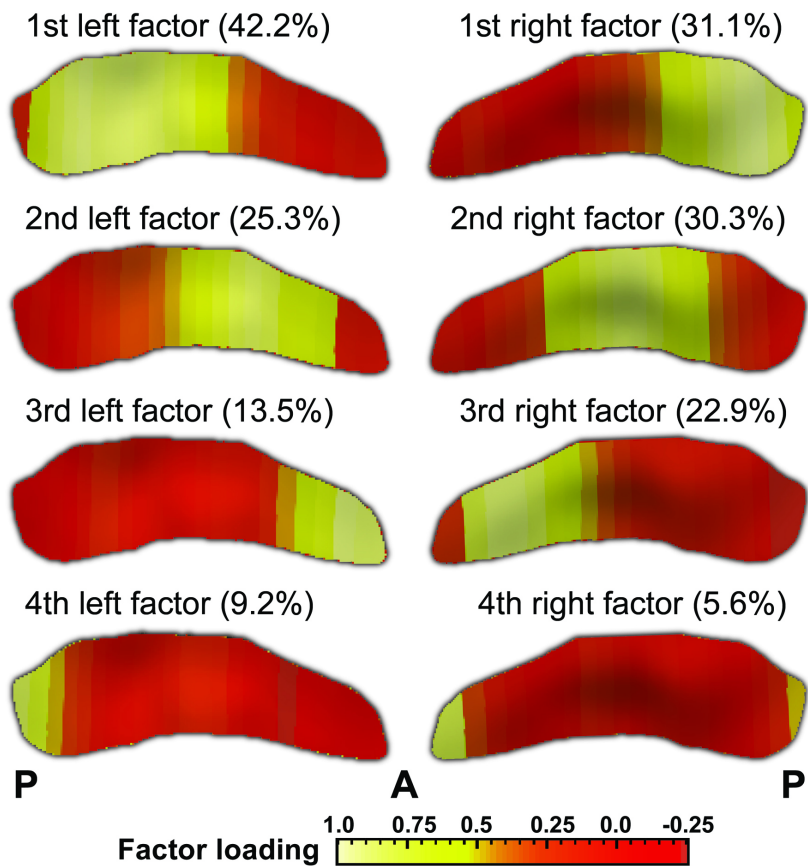 1st left factor (42.2%)
1st right factor (31.1%)
2nd left factor (25.3%)
2nd right factor (30.3%)
3rd left factor (13.5%)
3rd right factor (22.9%)
4th left factor (9.2%)
4th right factor (5.6%)
P A P
1.0 0.75 0.5 0.25 0.0 -0.25
Factor loading